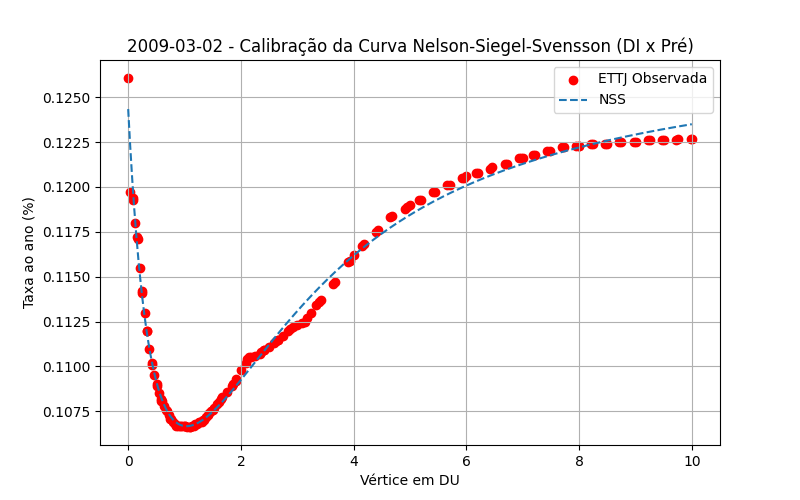 2009-03-02 - Calibração da Curva Nelson-Siegel-Svensson (DI x Pré)
ETTJ Observada
NSS
Taxa ao ano (%)
0.1250
0.1225
0.1200
0.1175
0.1150
0.1125
0.1100
0.1075
0 2 4 6 8 10
Vértice em DU